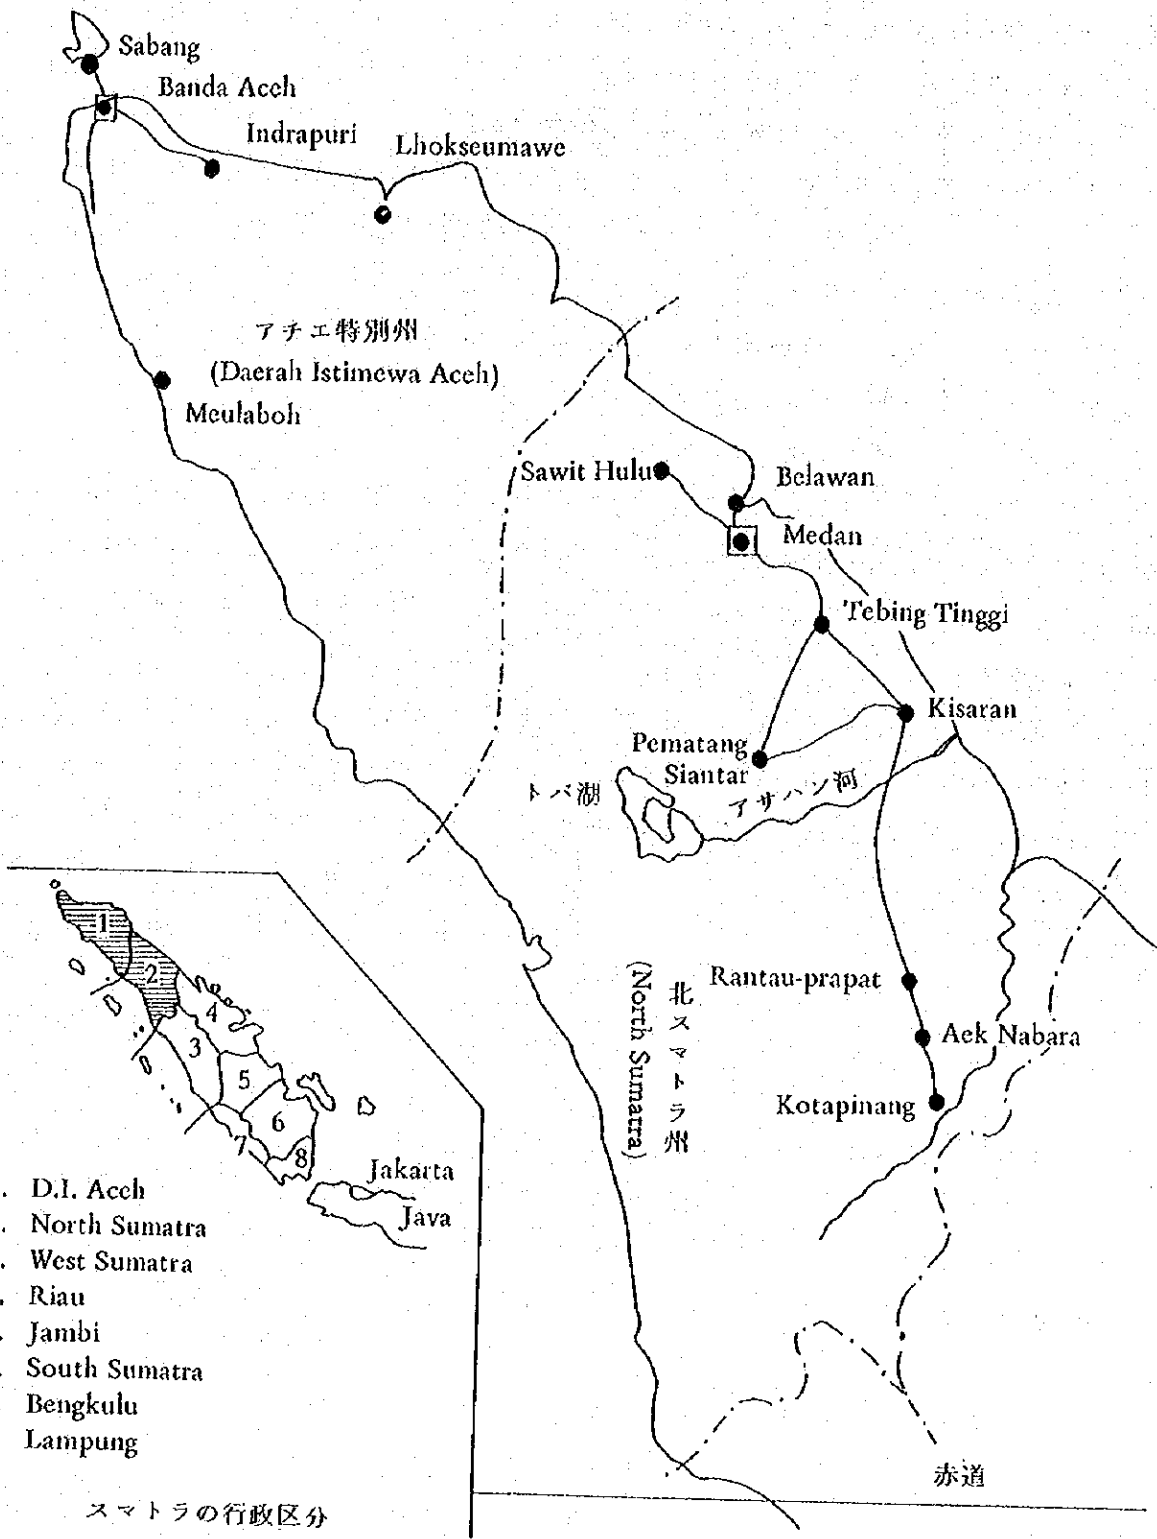 Sabang
Banda Aceh
Indrapuri
Lhokseumawe
アチエ特別州
(Daerah Istimewa Aceh)
Meulaboh
Sawit Hulu
Belawan
Medan
Tebing Tinggi
Kisaran
Pematang
Siantar
トバ湖
アサハン河
北スマトラ州
(North Sumatra)
Rantau-prapat
Aek Nabara
Kotapinang
赤道
1
2
3
4
5
6
7
8
Jakarta
Java
. D.I. Aceh
. North Sumatra
. West Sumatra
. Riau
. Jambi
. South Sumatra
Bengkulu
Lampung
スマトラの行政区分